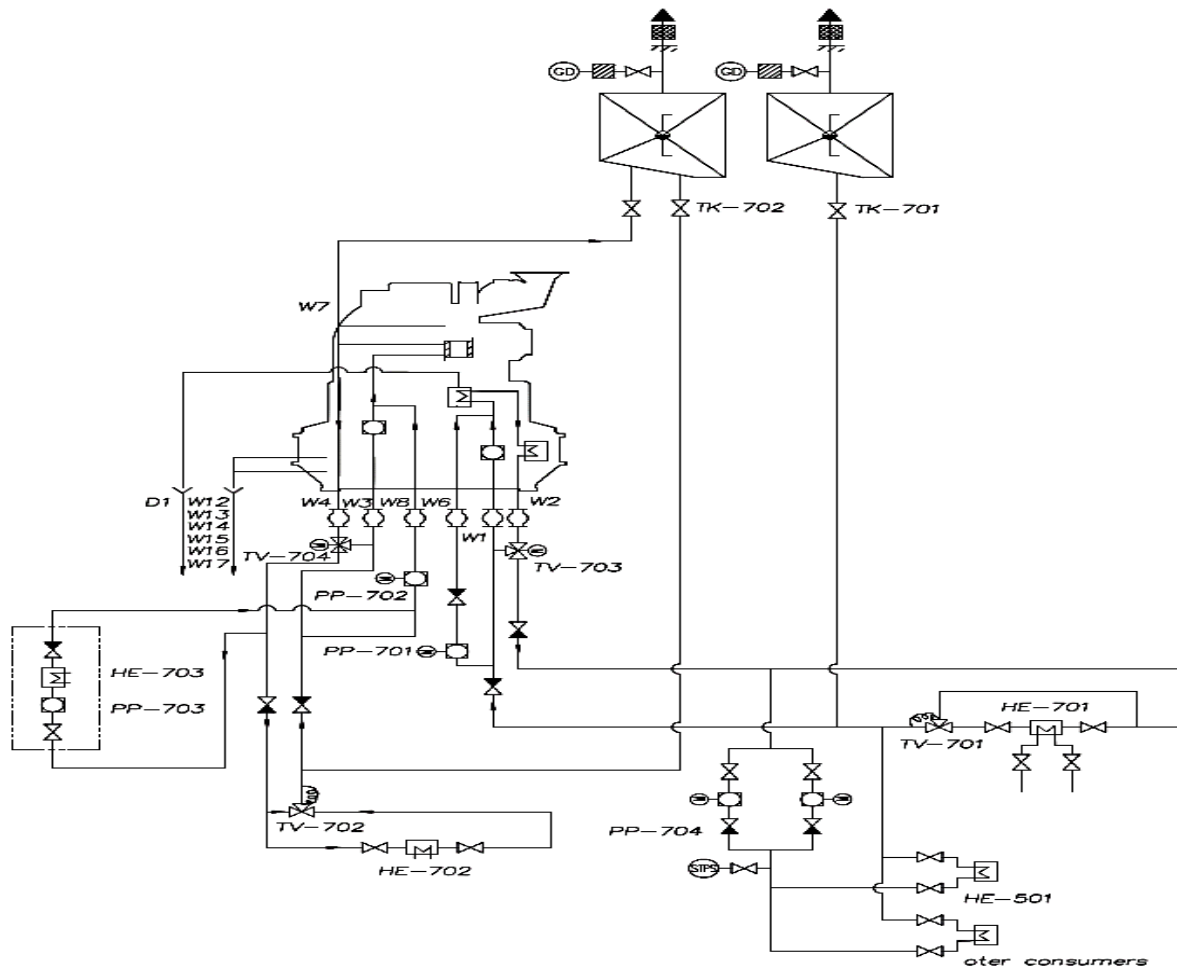 GD GD
TK-702 TK-701
W7
D1 W12 W4 W3 W8 W6 W2
W13
W14 W1
W15
W16 TV-704 TV-703
W17
PP-702
PP-701
HE-703
PP-703
HE-701
TV-701
TV-702
PP-704
HE-702
STPS
HE-501
oter consumers